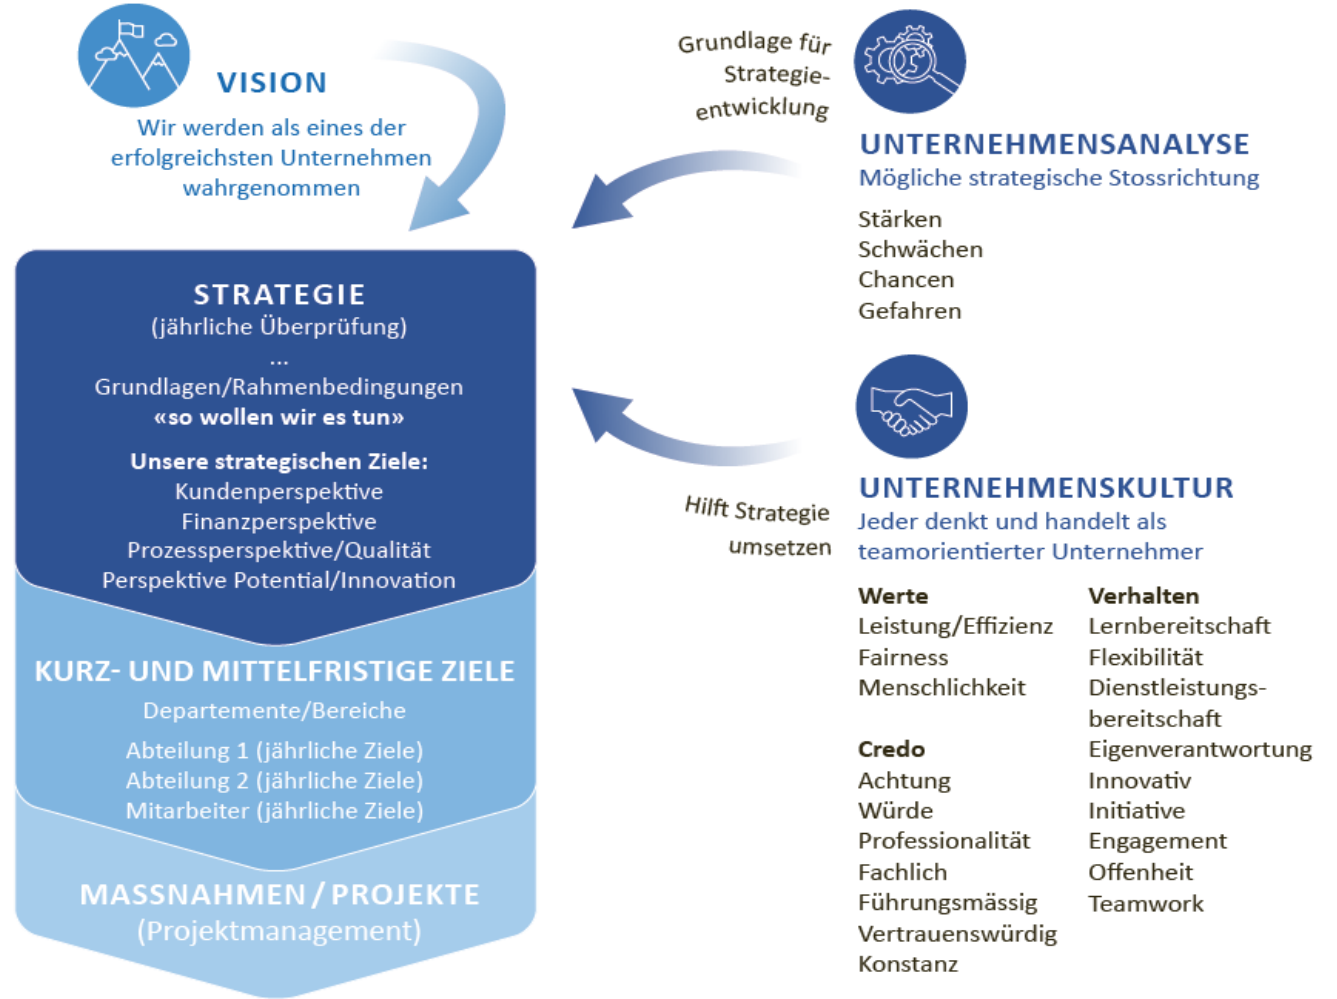 VISION
Wir werden als eines der
erfolgreichsten Unternehmen
wahrgenommen
Grundlage für
Strategie-
entwicklung
UNTERNEHMENSANALYSE
Mögliche strategische Stossrichtung
Stärken
Schwächen
Chancen
Gefahren
STRATEGIE
(jährliche Überprüfung)
...
Grundlagen/Rahmenbedingungen
«so wollen wir es tun»
Unsere strategischen Ziele:
Kundenperspektive
Finanzperspektive
Prozessperspektive/Qualität
Perspektive Potential/Innovation
KURZ- UND MITTELFRISTIGE ZIELE
Departemente/Bereiche
Abteilung 1 (jährliche Ziele)
Abteilung 2 (jährliche Ziele)
Mitarbeiter (jährliche Ziele)
MASSNAHMEN / PROJEKTE
(Projektmanagement)
Hilft Strategie
umsetzen
UNTERNEHMENSKULTUR
Jeder denkt und handelt als
teamorientierter Unternehmer
Werte
Leistung/Effizienz
Fairness
Menschlichkeit
Credo
Achtung
Würde
Professionalität
Fachlich
Führungsmässig
Vertrauenswürdig
Konstanz
Verhalten
Lernbereitschaft
Flexibilität
Dienstleistungs-
bereitschaft
Eigenverantwortung
Innovativ
Initiative
Engagement
Offenheit
Teamwork